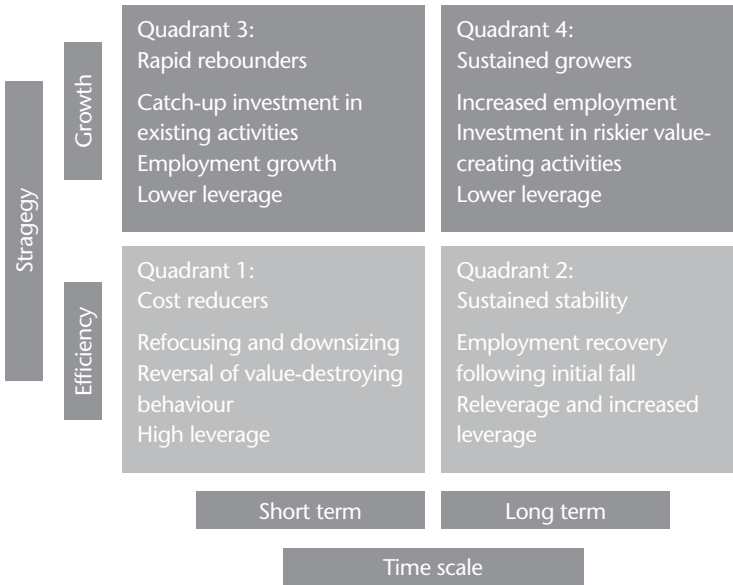 Stragegy
Growth
Quadrant 3:
Rapid rebounders
Catch-up investment in
existing activities
Employment growth
Lower leverage
Quadrant 4:
Sustained growers
Increased employment
Investment in riskier value-
creating activities
Lower leverage
Efficiency
Quadrant 1:
Cost reducers
Refocusing and downsizing
Reversal of value-destroying
behaviour
High leverage
Quadrant 2:
Sustained stability
Employment recovery
following initial fall
Releverage and increased
leverage
Short term
Long term
Time scale